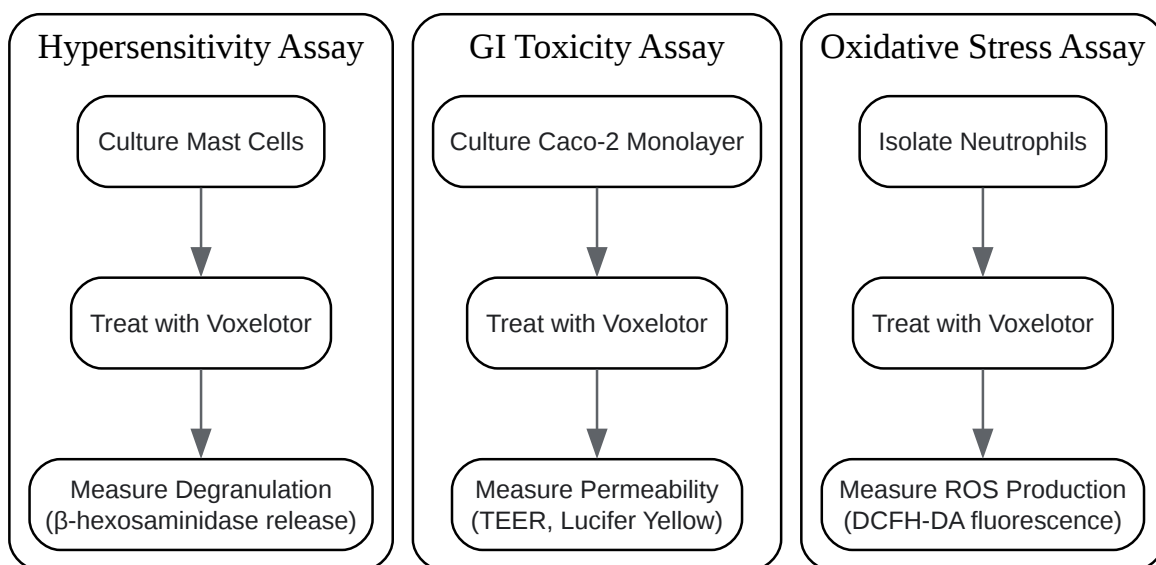 Hypersensitivity Assay
Culture Mast Cells
Treat with Voxelotor
Measure Degranulation
(β-hexosaminidase release)
GI Toxicity Assay
Culture Caco-2 Monolayer
Treat with Voxelotor
Measure Permeability
(TEER, Lucifer Yellow)
Oxidative Stress Assay
Isolate Neutrophils
Treat with Voxelotor
Measure ROS Production
(DCFH-DA fluorescence)